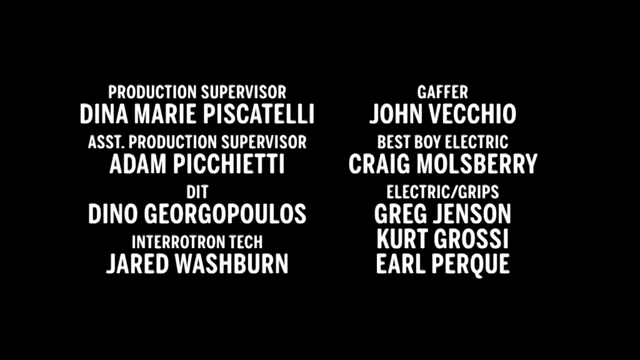 PRODUCTION SUPERVISOR
DINA MARIE PISCATELLI
ASST. PRODUCTION SUPERVISOR
ADAM PICCHIETTI
DIT
DINO GEORGOPOULOS
INTERROTRON TECH
JARED WASHBURN
GAFFER
JOHN VECCHIO
BEST BOY ELECTRIC
CRAIG MOLSBERRY
ELECTRIC/GRIPS
GREG JENSON
KURT GROSSI
EARL PERQUE